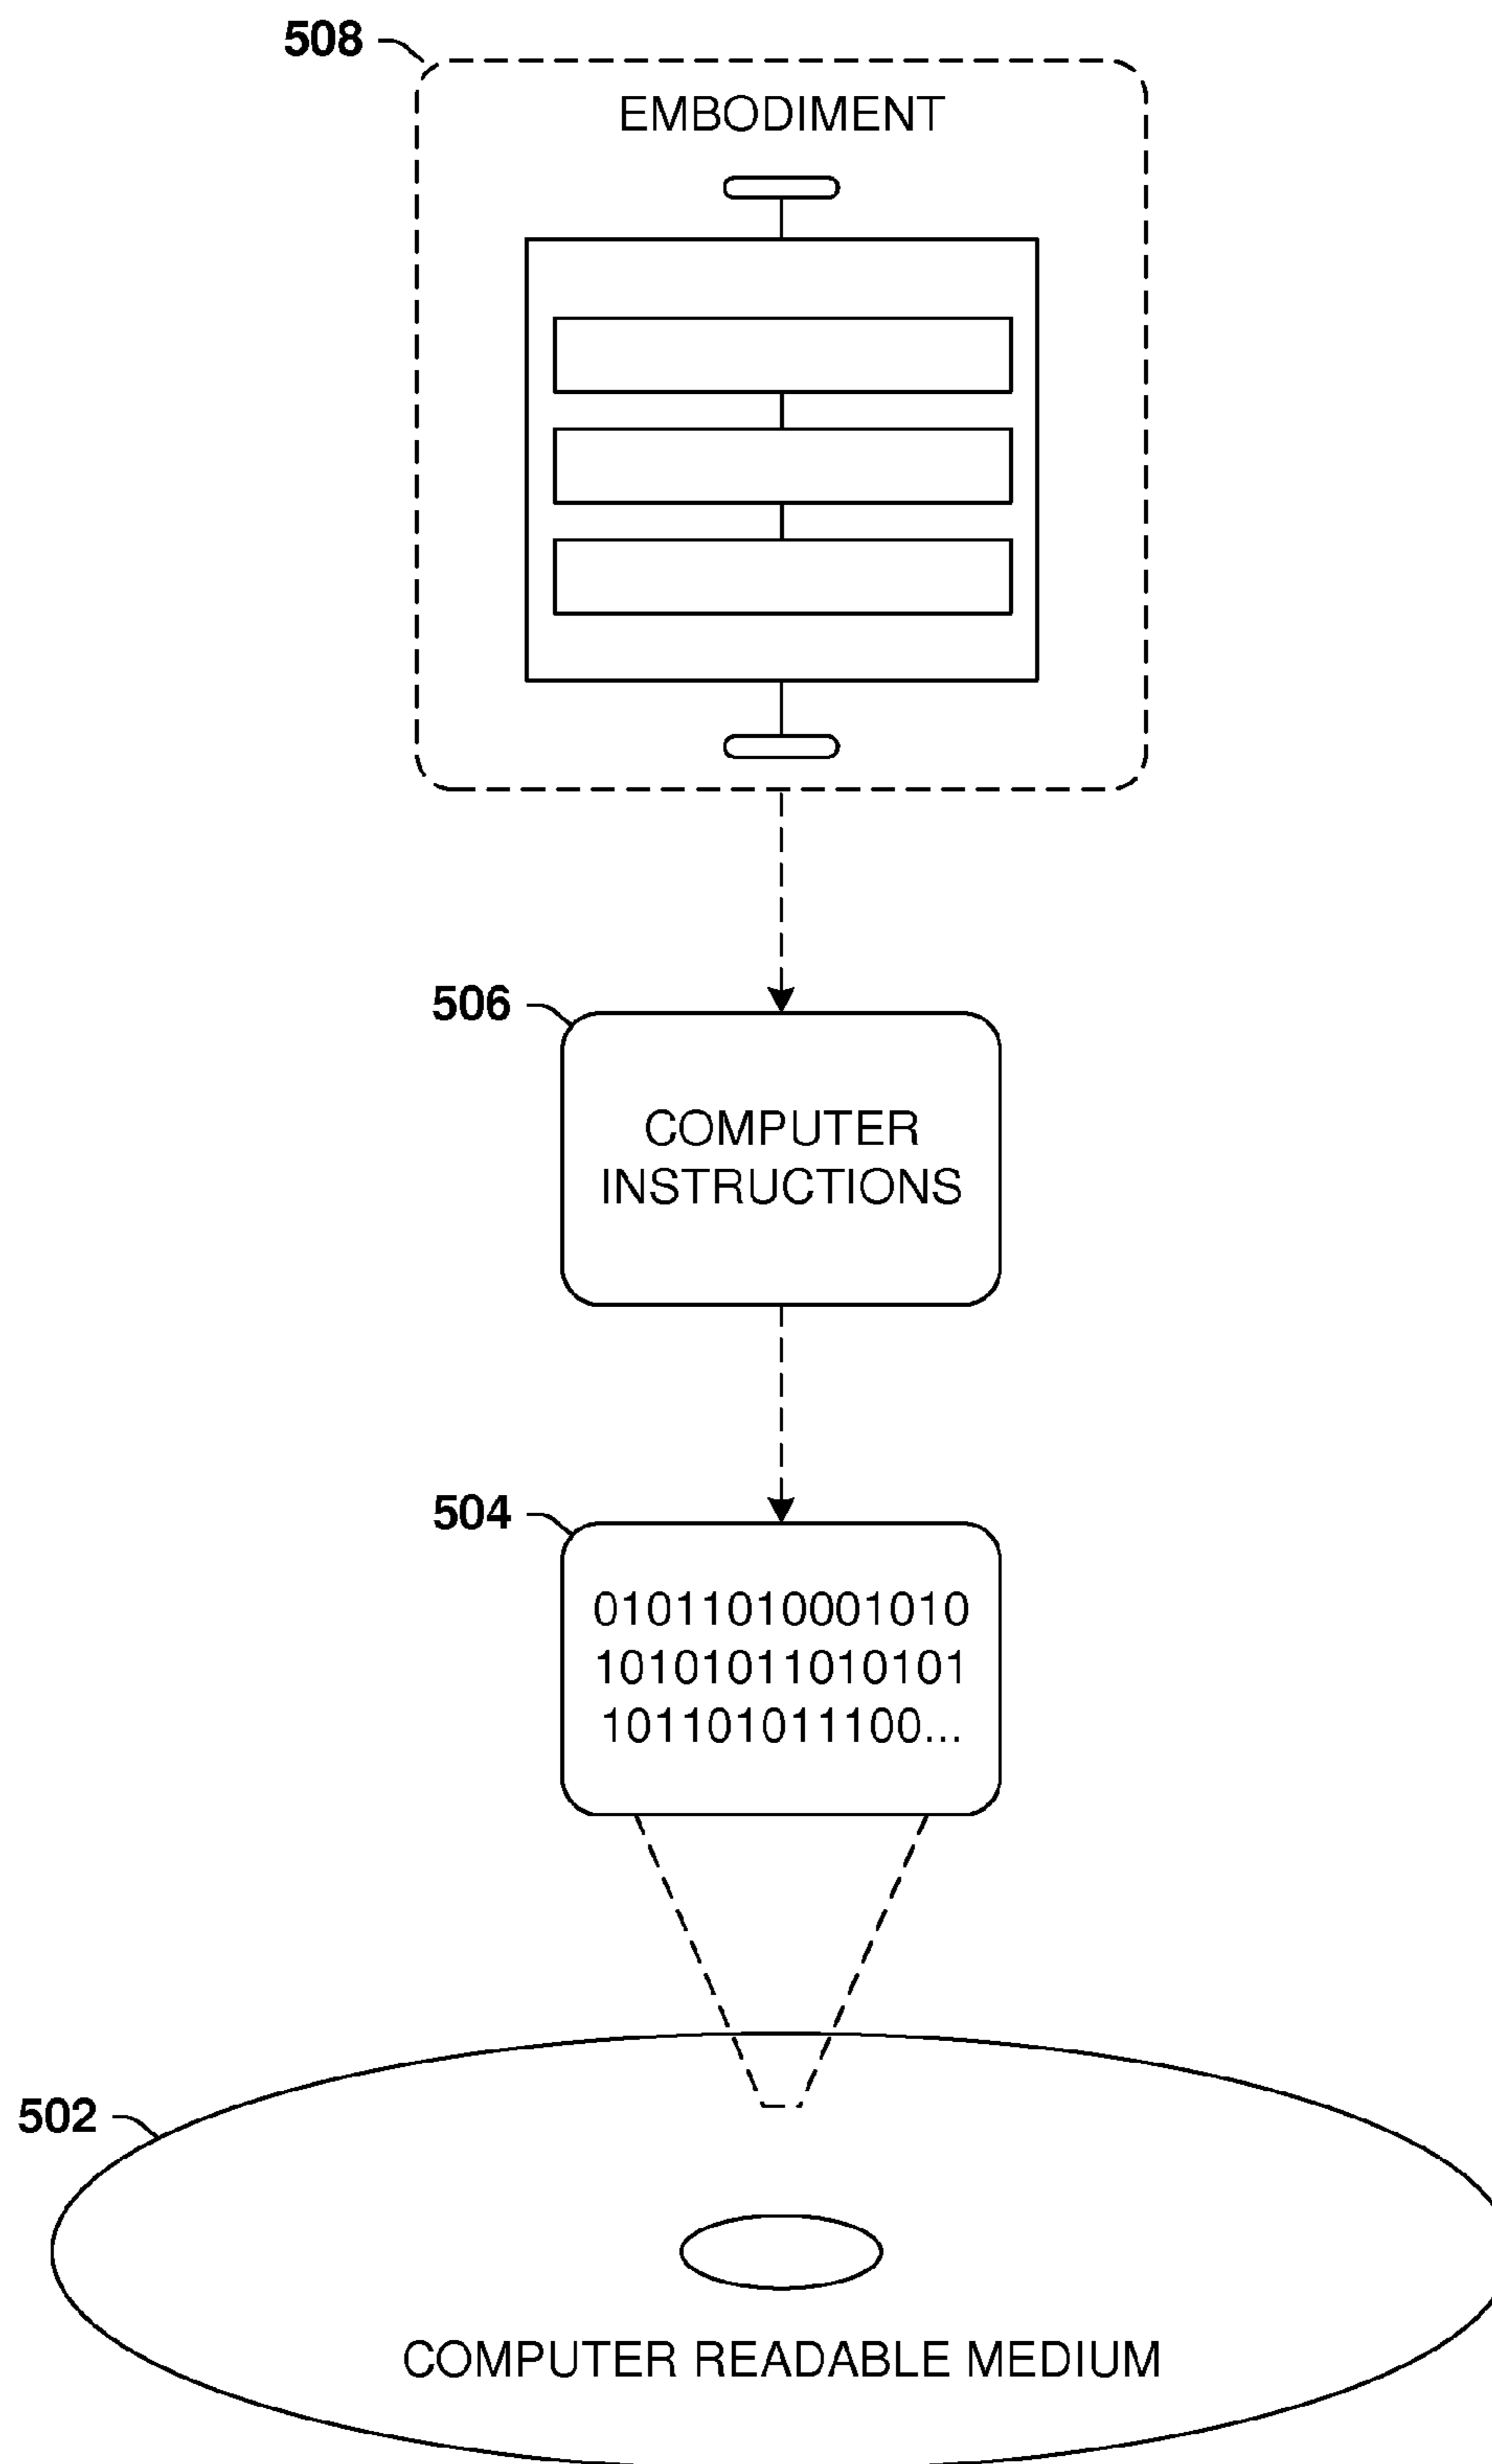 508
EMBODIMENT
506
COMPUTER
INSTRUCTIONS
504
01011010001010
10101011010101
101101011100...
502
COMPUTER READABLE MEDIUM